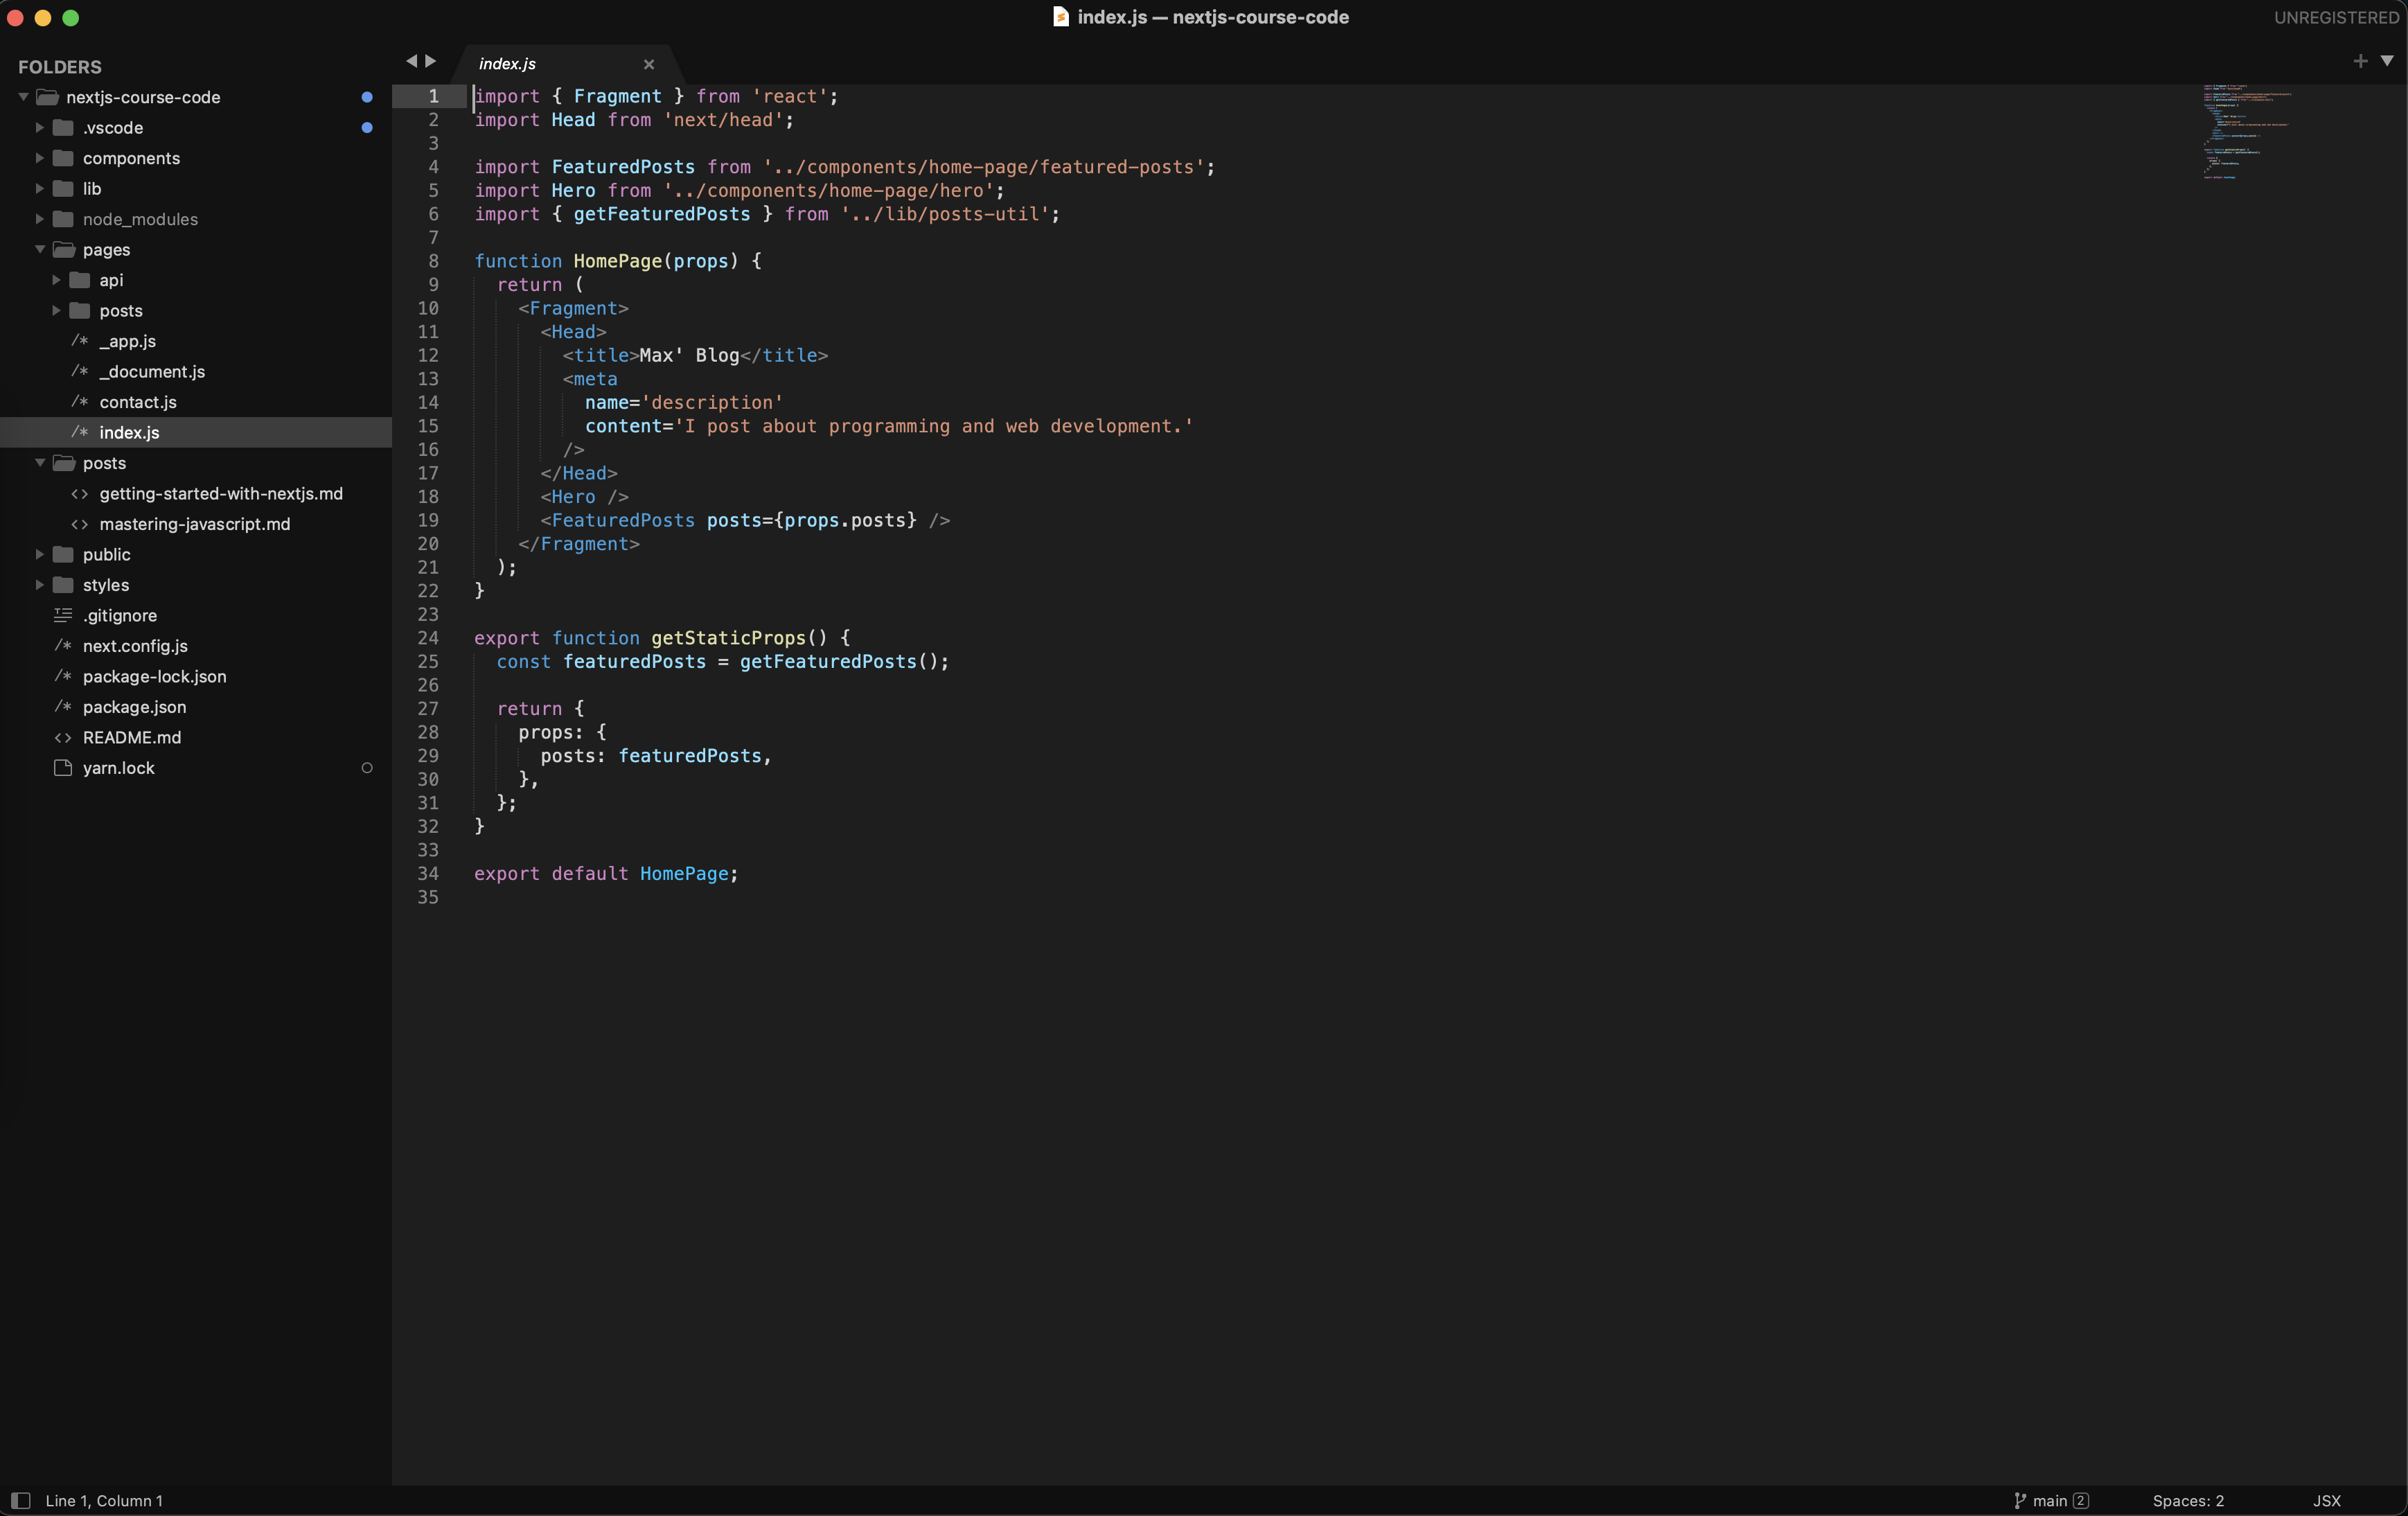 index.js — nextjs-course-code
UNREGISTERED
FOLDERS
nextjs-course-code
.vscode
components
lib
node_modules
pages
api
posts
/* _app.js
/* _document.js
/* contact.js
/* index.js
posts
<> getting-started-with-nextjs.md
<> mastering-javascript.md
public
styles
.gitignore
/* next.config.js
/* package-lock.json
/* package.json
<> README.md
yarn.lock
index.js
1 import { Fragment } from 'react';
2 import Head from 'next/head';
3
4 import FeaturedPosts from '../components/home-page/featured-posts';
5 import Hero from '../components/home-page/hero';
6 import { getFeaturedPosts } from '../lib/posts-util';
7
8 function HomePage(props) {
9   return (
10     <Fragment>
11       <Head>
12         <title>Max' Blog</title>
13         <meta
14           name='description'
15           content='I post about programming and web development.'
16         />
17       </Head>
18       <Hero />
19       <FeaturedPosts posts={props.posts} />
20     </Fragment>
21   );
22 }
23
24 export function getStaticProps() {
25   const featuredPosts = getFeaturedPosts();
26
27   return {
28     props: {
29       posts: featuredPosts,
30     },
31   };
32 }
33
34 export default HomePage;
35
Line 1, Column 1
main 2
Spaces: 2
JSX